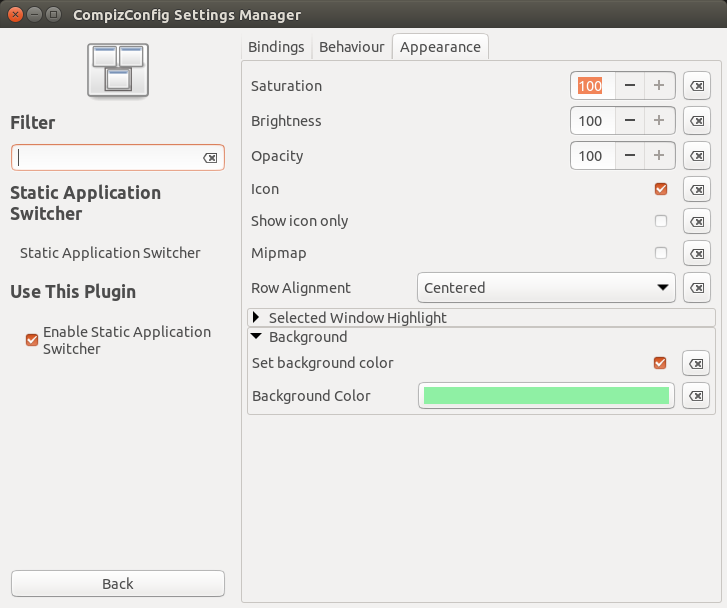 CompizConfig Settings Manager
Filter
Static Application
Switcher
Static Application Switcher
Use This Plugin
Enable Static Application
Switcher
Back
Bindings Behaviour Appearance
Saturation 100
Brightness 100
Opacity 100
Icon
Show icon only
Mipmap
Row Alignment Centered
Selected Window Highlight
Background
Set background color
Background Color